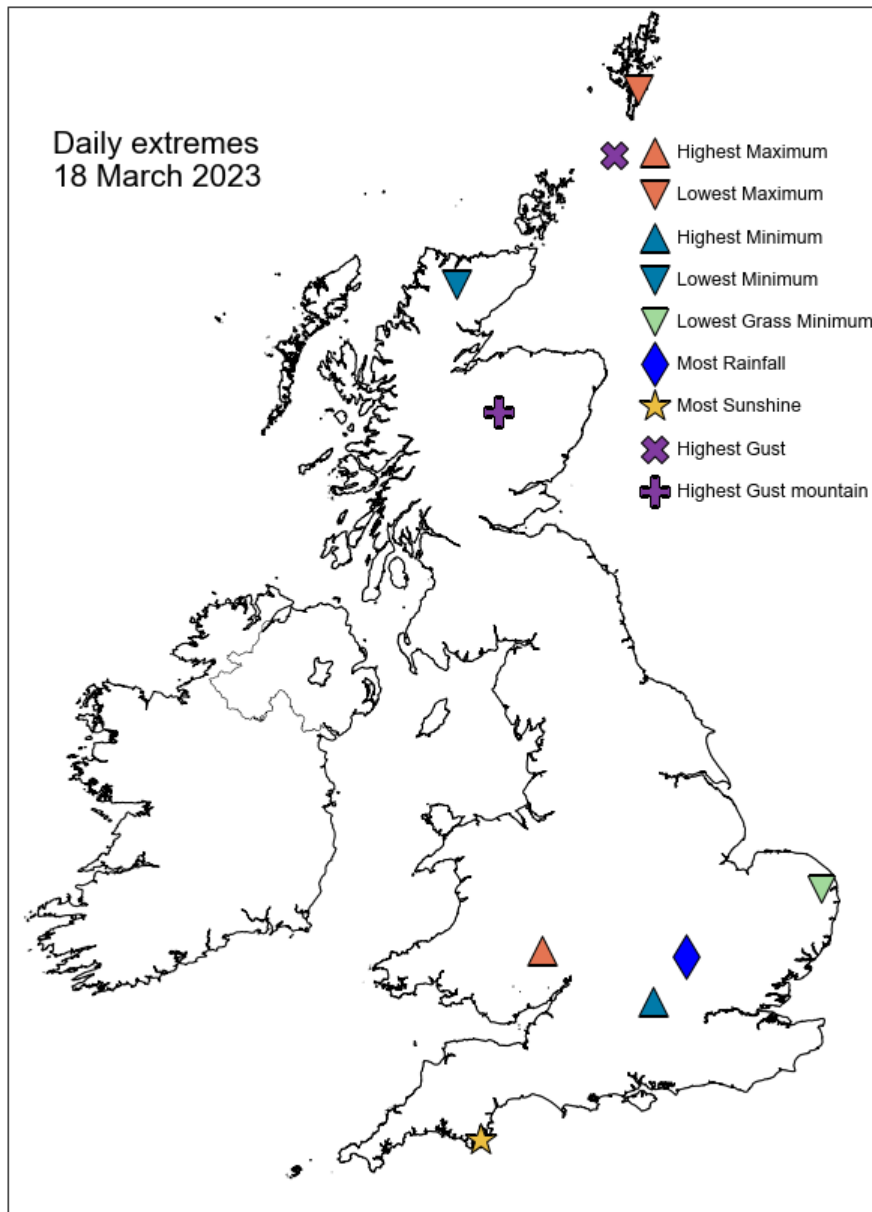 Daily extremes
18 March 2023
Highest Maximum
Lowest Maximum
Highest Minimum
Lowest Minimum
Lowest Grass Minimum
Most Rainfall
Most Sunshine
Highest Gust
Highest Gust mountain